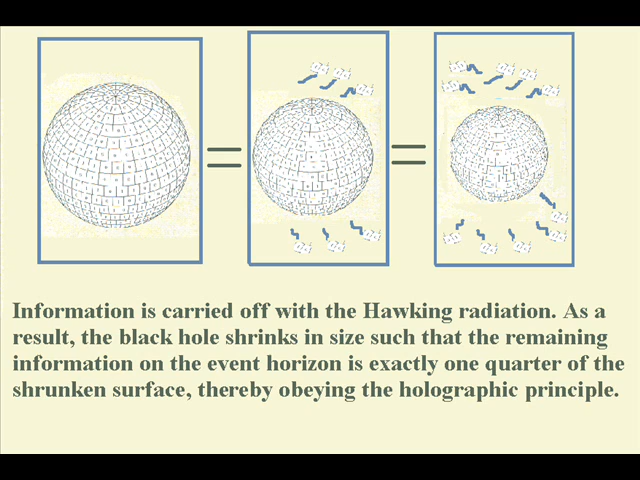 = =
Information is carried off with the Hawking radiation. As a
result, the black hole shrinks in size such that the remaining
information on the event horizon is exactly one quarter of the
shrunken surface, thereby obeying the holographic principle.